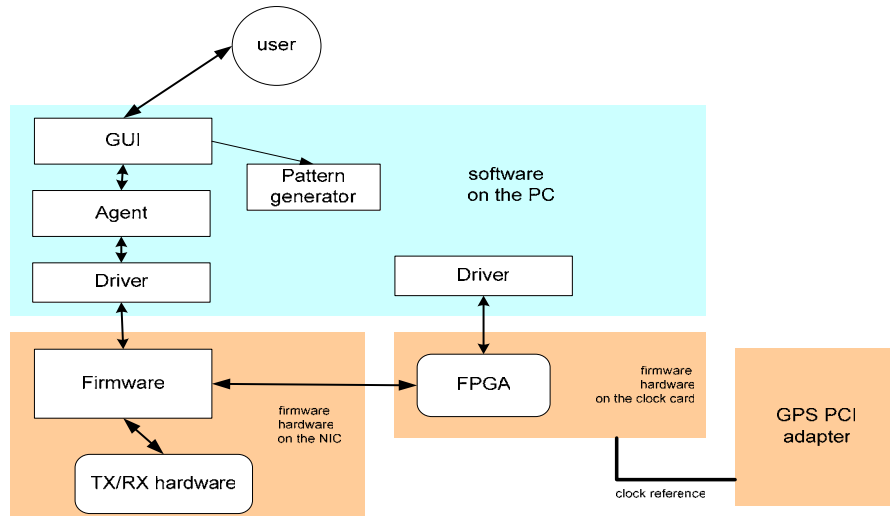 user
GUI
Pattern
generator
software
on the PC
Agent
Driver
Driver
Firmware
FPGA
firmware
hardware
on the clock card
firmware
hardware
on the NIC
GPS PCI
adapter
TX/RX hardware
clock reference